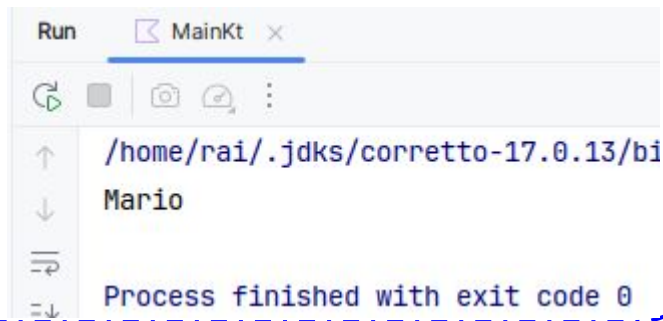 Run MainKt
/home/rai/.jdks/corretto-17.0.13/bi
Mario
Process finished with exit code 0